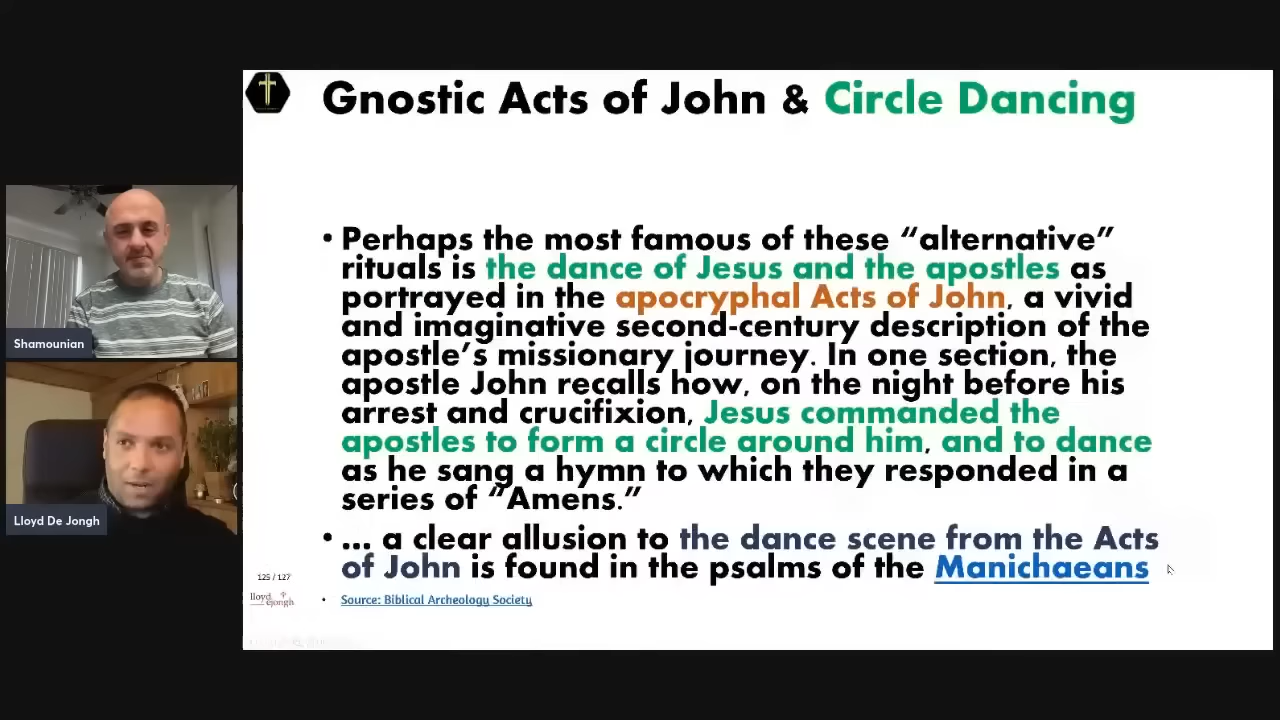 Gnostic Acts of John & Circle Dancing
• Perhaps the most famous of these “alternative”
rituals is the dance of Jesus and the apostles as
portrayed in the apocryphal Acts of John, a vivid
and imaginative second-century description of the
apostle’s missionary journey. In one section, the
apostle John recalls how, on the night before his
arrest and crucifixion, Jesus commanded the
apostles to form a circle around him, and to dance
as he sang a hymn to which they responded in a
series of “Amens.”
• ... a clear allusion to the dance scene from the Acts
of John is found in the psalms of the Manichaeans
• Source: Biblical Archeology Society
125 / 127
lloyd
dejongh
Shamounian
Lloyd De Jongh